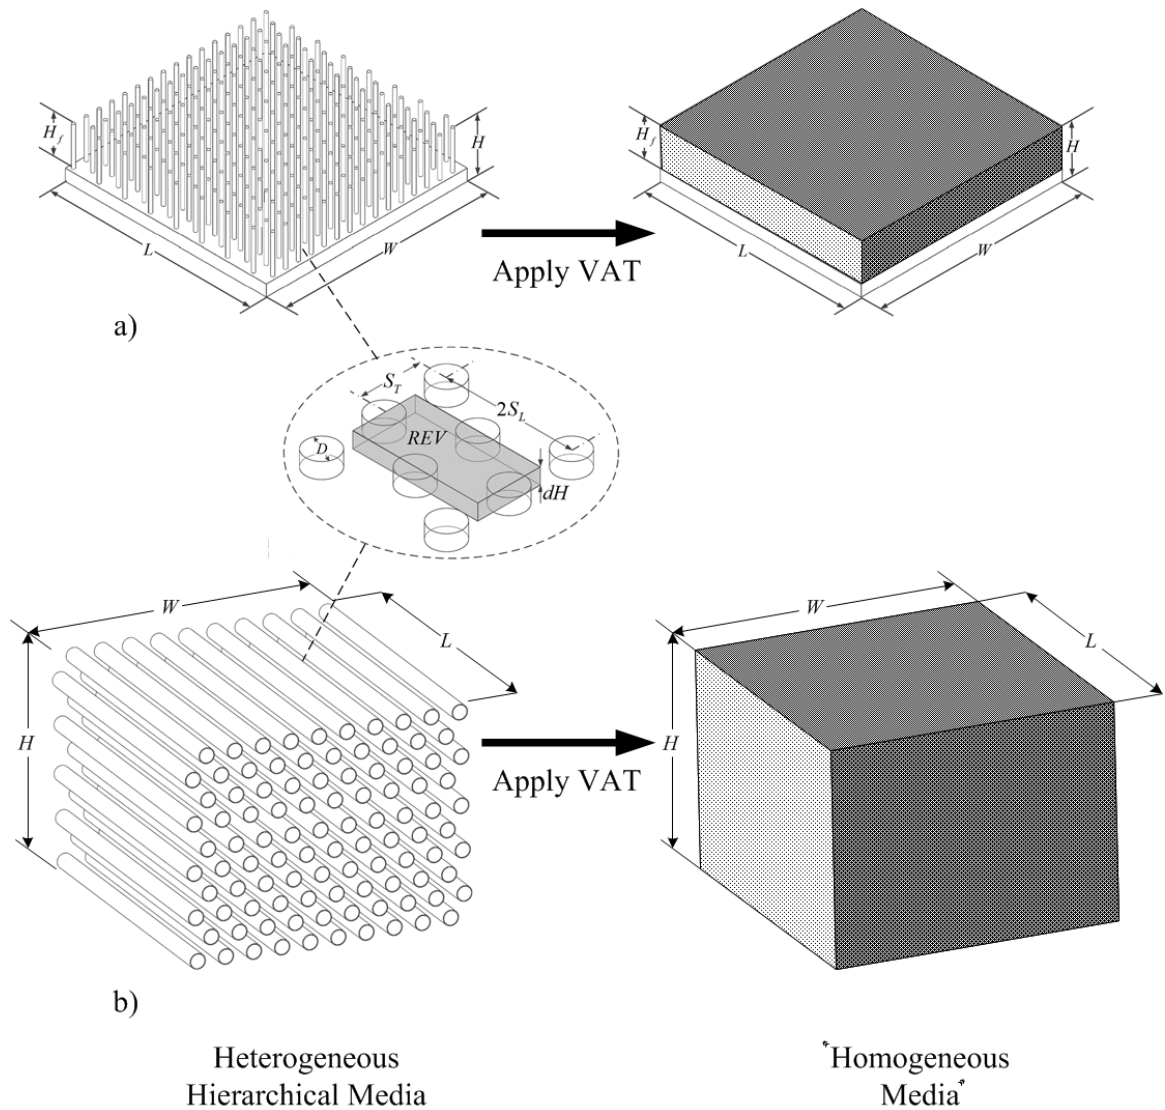 H_f
H
L
W
Apply VAT
H_f
H
L
W
a)
S_T
2S_L
REV
D
dH
W
L
H
Apply VAT
W
L
H
b)
Heterogeneous
Hierarchical Media
"Homogeneous
Media"